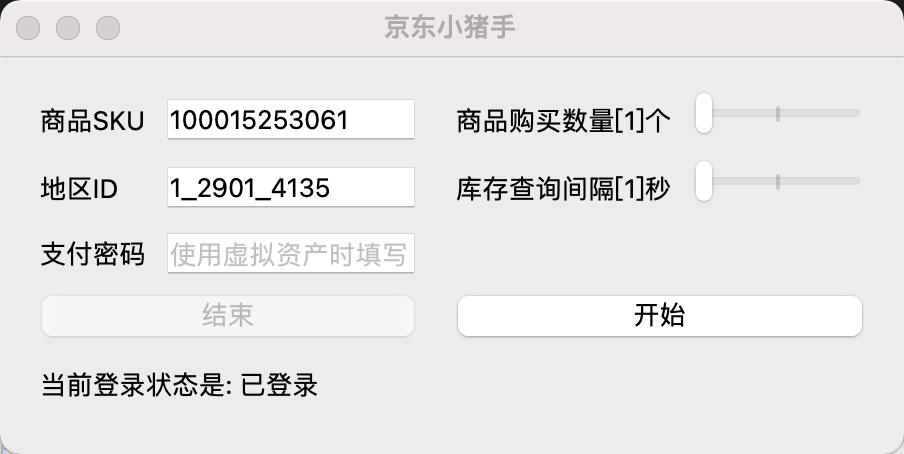 京东小猪手
商品SKU 100015253061 商品购买数量[1]个
地区ID 1_2901_4135 库存查询间隔[1]秒
支付密码 使用虚拟资产时填写
结束 开始
当前登录状态是: 已登录